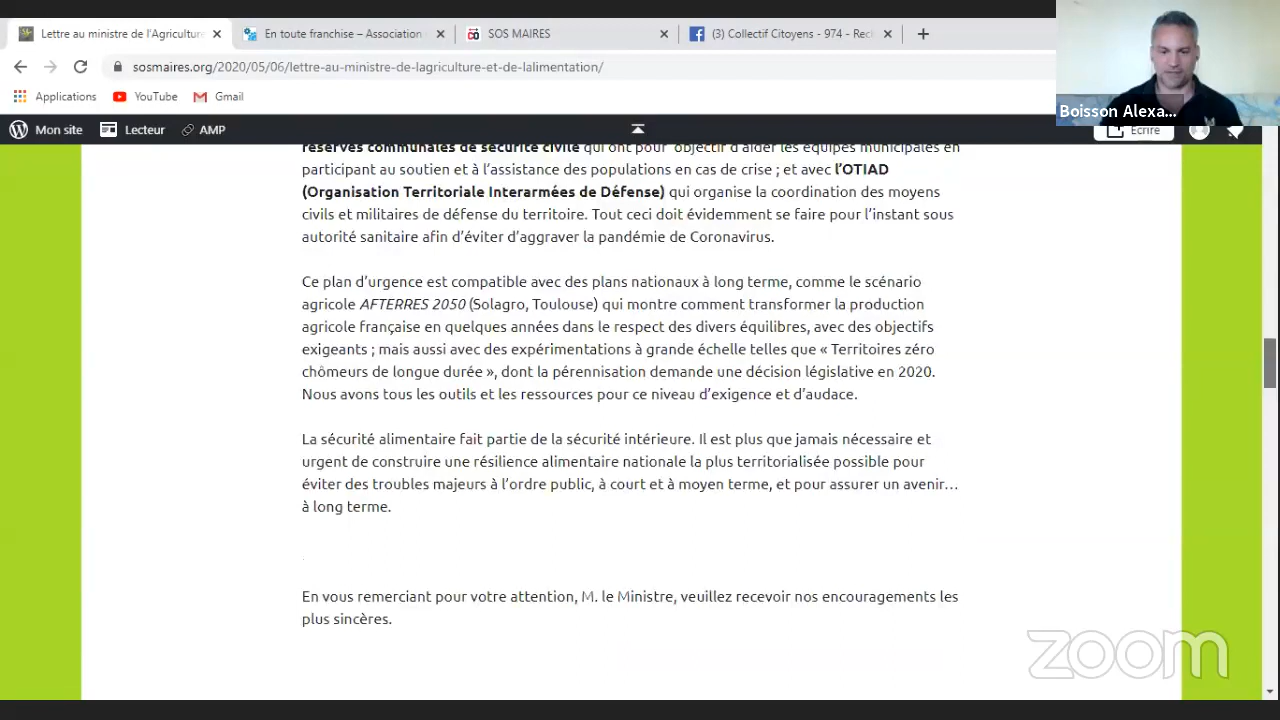 Lettre au ministre de l'Agriculture
En toute franchise – Association
SOS MAIRES
(3) Collectif Citoyens - 974 - Rech
sosmaires.org/2020/05/06/lettre-au-ministre-de-lagriculture-et-de-lalimentation/
Applications
YouTube
Gmail
Boisson Alexa...
Mon site
Lecteur
AMP
Écrire
réserves communales de sécurité civile qui ont pour objectif d'aider les équipes municipales en
participant au soutien et à l'assistance des populations en cas de crise ; et avec l'OTIAD
(Organisation Territoriale Interarmées de Défense) qui organise la coordination des moyens
civils et militaires de défense du territoire. Tout ceci doit évidemment se faire pour l'instant sous
autorité sanitaire afin d'éviter d'aggraver la pandémie de Coronavirus.
Ce plan d'urgence est compatible avec des plans nationaux à long terme, comme le scénario
agricole AFTERRES 2050 (Solagro, Toulouse) qui montre comment transformer la production
agricole française en quelques années dans le respect des divers équilibres, avec des objectifs
exigeants ; mais aussi avec des expérimentations à grande échelle telles que « Territoires zéro
chômeurs de longue durée », dont la pérennisation demande une décision législative en 2020.
Nous avons tous les outils et les ressources pour ce niveau d'exigence et d'audace.
La sécurité alimentaire fait partie de la sécurité intérieure. Il est plus que jamais nécessaire et
urgent de construire une résilience alimentaire nationale la plus territorialisée possible pour
éviter des troubles majeurs à l'ordre public, à court et à moyen terme, et pour assurer un avenir…
à long terme.
.
En vous remerciant pour votre attention, M. le Ministre, veuillez recevoir nos encouragements les
plus sincères.
zoom